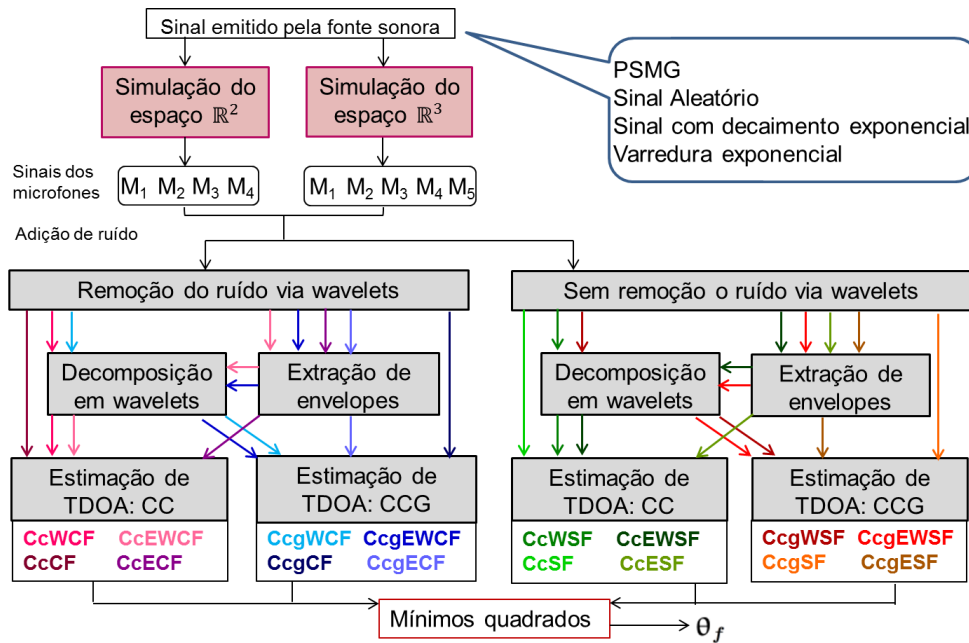 Sinal emitido pela fonte sonora
PSMG
Sinal Aleatório
Sinal com decaimento exponencial
Varredura exponencial
Simulação do
espaço ℝ²
Simulação do
espaço ℝ³
Sinais dos
microfones
M₁ M₂ M₃ M₄
M₁ M₂ M₃ M₄ M₅
Adição de ruído
Remoção do ruído via wavelets
Sem remoção o ruído via wavelets
Decomposição
em wavelets
Extração de
envelopes
Decomposição
em wavelets
Extração de
envelopes
Estimação de
TDOA: CC
Estimação de
TDOA: CCG
Estimação de
TDOA: CC
Estimação de
TDOA: CCG
CcWCF CcEWCF
CcCF CcECF
CcgWCF CcgEWCF
CcgCF CcgECF
CcWSF CcEWSF
CcSF CcESF
CcgWSF CcgEWSF
CcgSF CcgESF
Mínimos quadrados
θ_f